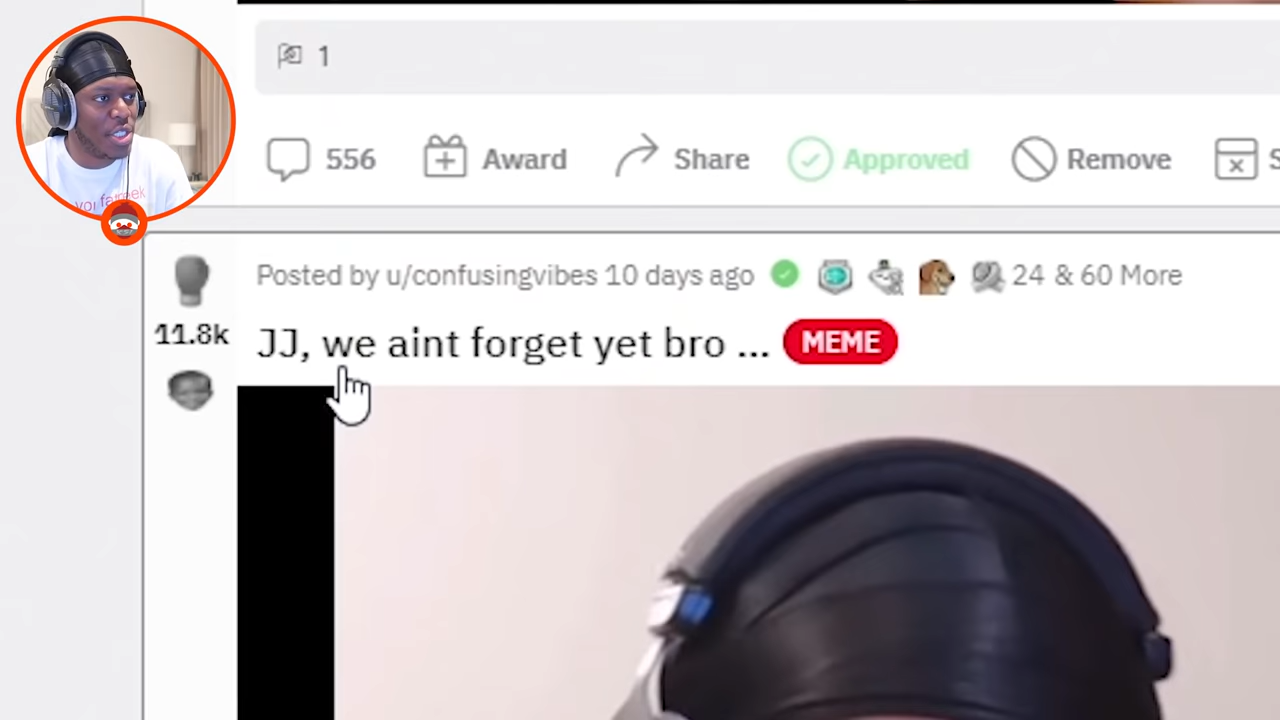 1
556 Award Share Approved Remove
Posted by u/confusingvibes 10 days ago 24 & 60 More
11.8k
JJ, we aint forget yet bro ... MEME